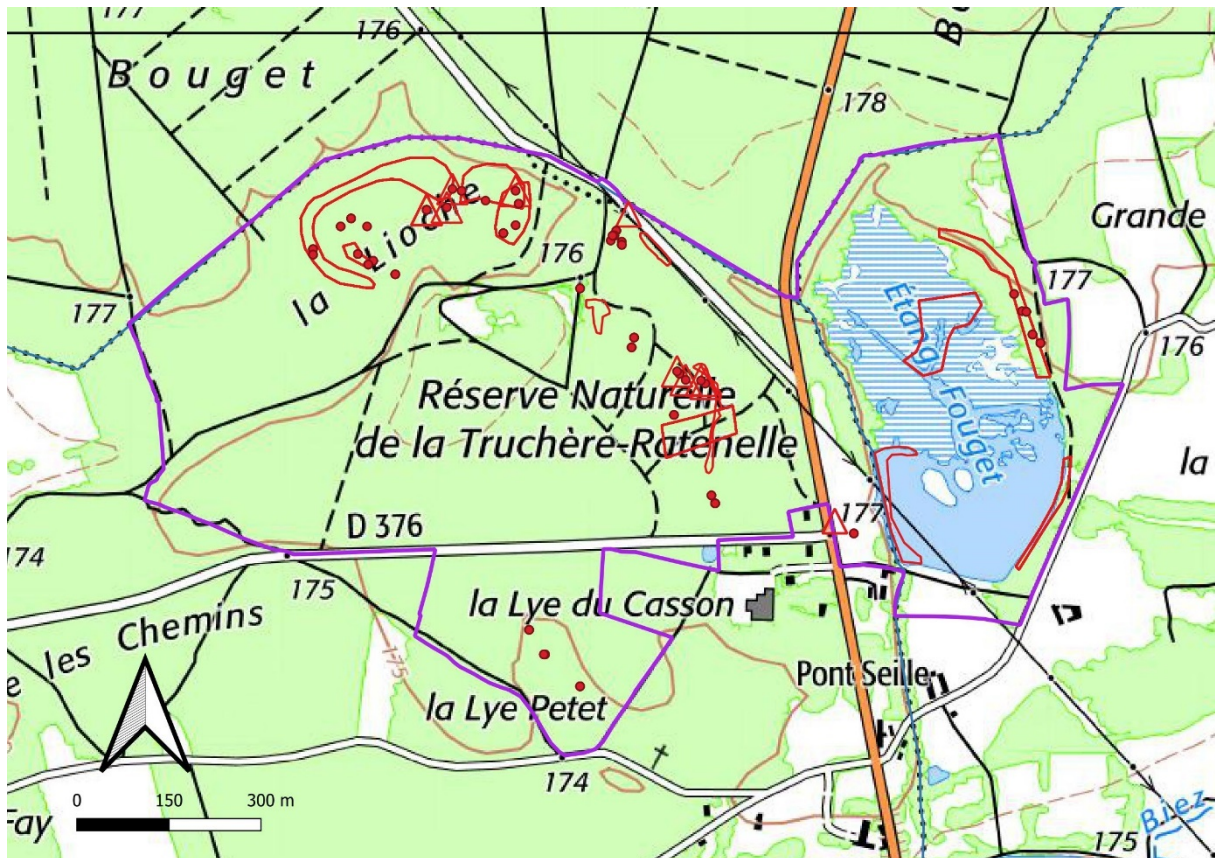 177
176
Bouget
178
la Lioche
Grande
176
177
177
Étang Fouget
176
Réserve Naturelle
de la Truchère-Ratenelle
la
D 376
177
174
175
la Lye du Casson
les Chemins
175
Pont Seille
la Lye Petet
174
0 150 300 m
Fay
Biez
175